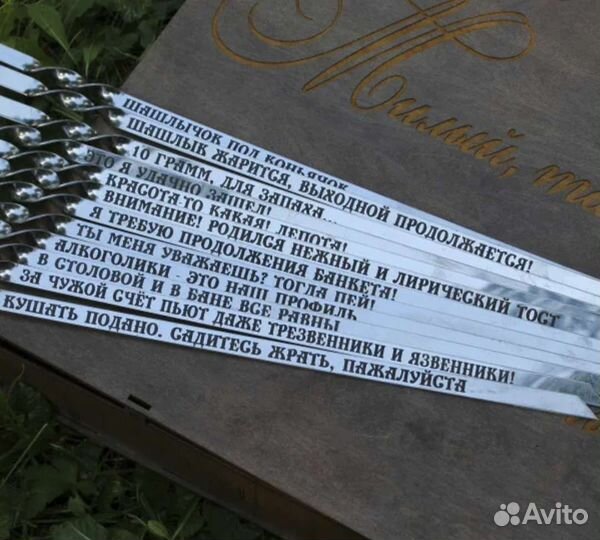 Милый,
ШАШЛЫЧОК ПОД КОНЬЯЧОК
ШАШЛЫК ЖАРИТСЯ, ВЫХОДНОЙ ПРОДОЛЖАЕТСЯ!
10 ГРАММ, ДЛЯ ЗАПАХА...
ЭТО Я УДАЧНО ЗАШЕЛ!
КРАСОТА-ТО КАКАЯ! ЛЕПОТА!
ВНИМАНИЕ! РОДИЛСЯ НЕЖНЫЙ И ЛИРИЧЕСКИЙ ТОСТ
Я ТРЕБУЮ ПРОДОЛЖЕНИЯ БАНКЕТА!
ТЫ МЕНЯ УВАЖАЕШЬ? ТОГДА ПЕЙ!
АЛКОГОЛИКИ - ЭТО НАШ ПРОФИЛЬ
В СТОЛОВОЙ И В БАНЕ ВСЕ РАВНЫ
ЗА ЧУЖОЙ СЧЁТ ПЬЮТ ДАЖЕ ТРЕЗВЕННИКИ И ЯЗВЕННИКИ!
КУШАТЬ ПОДАНО. САДИТЕСЬ ЖРАТЬ, ПАЖАЛУЙСТА
Avito